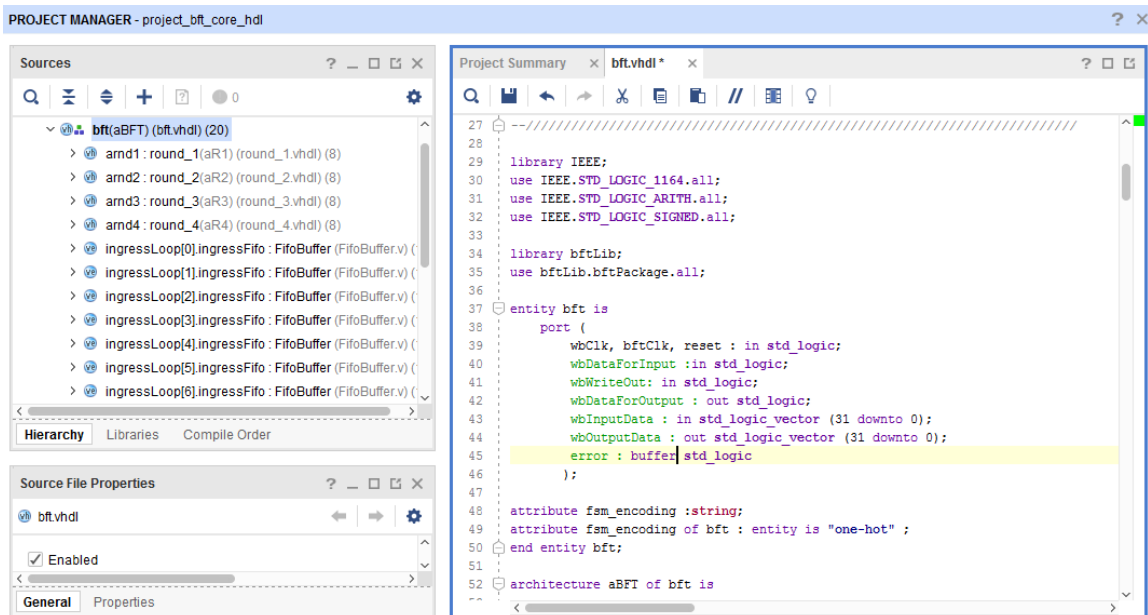 PROJECT MANAGER - project_bft_core_hdl
Sources
0
bft(aBFT) (bft.vhdl) (20)
arnd1 : round_1(aR1) (round_1.vhdl) (8)
arnd2 : round_2(aR2) (round_2.vhdl) (8)
arnd3 : round_3(aR3) (round_3.vhdl) (8)
arnd4 : round_4(aR4) (round_4.vhdl) (8)
ingressLoop[0].ingressFifo : FifoBuffer (FifoBuffer.v) (
ingressLoop[1].ingressFifo : FifoBuffer (FifoBuffer.v) (
ingressLoop[2].ingressFifo : FifoBuffer (FifoBuffer.v) (
ingressLoop[3].ingressFifo : FifoBuffer (FifoBuffer.v) (
ingressLoop[4].ingressFifo : FifoBuffer (FifoBuffer.v) (
ingressLoop[5].ingressFifo : FifoBuffer (FifoBuffer.v) (
ingressLoop[6].ingressFifo : FifoBuffer (FifoBuffer.v) (
Hierarchy Libraries Compile Order
Source File Properties
bft.vhdl
Enabled
General Properties
Project Summary bft.vhdl *
27 --///////////////////////////////////////////////////////////////////////////
28
29 library IEEE;
30 use IEEE.STD_LOGIC_1164.all;
31 use IEEE.STD_LOGIC_ARITH.all;
32 use IEEE.STD_LOGIC_SIGNED.all;
33
34 library bftLib;
35 use bftLib.bftPackage.all;
36
37 entity bft is
38 port (
39 wbClk, bftClk, reset : in std_logic;
40 wbDataForInput :in std_logic;
41 wbWriteOut: in std_logic;
42 wbDataForOutput : out std_logic;
43 wbInputData : in std_logic_vector (31 downto 0);
44 wbOutputData : out std_logic_vector (31 downto 0);
45 error : buffer std_logic
46 );
47
48 attribute fsm_encoding :string;
49 attribute fsm_encoding of bft : entity is "one-hot" ;
50 end entity bft;
51
52 architecture aBFT of bft is